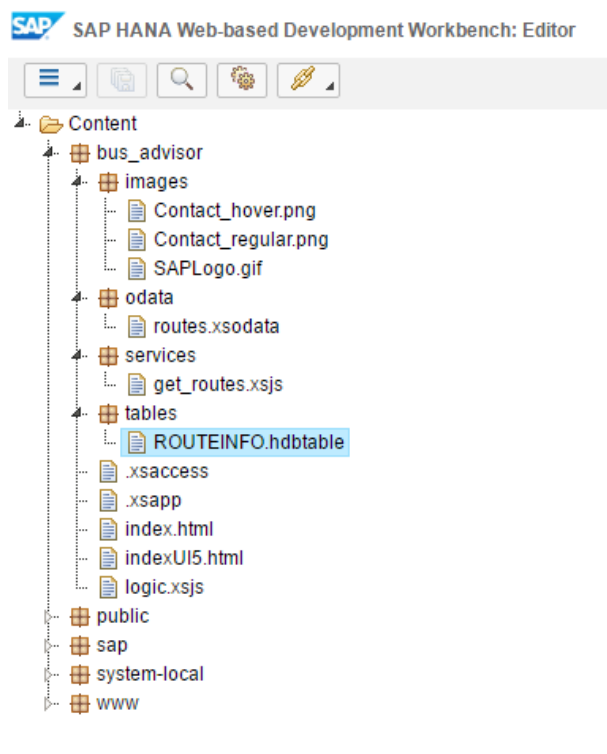 SAP SAP HANA Web-based Development Workbench: Editor
Content
bus_advisor
images
Contact_hover.png
Contact_regular.png
SAPLogo.gif
odata
routes.xsodata
services
get_routes.xsjs
tables
ROUTEINFO.hdbtable
.xsaccess
.xsapp
index.html
indexUI5.html
logic.xsjs
public
sap
system-local
www